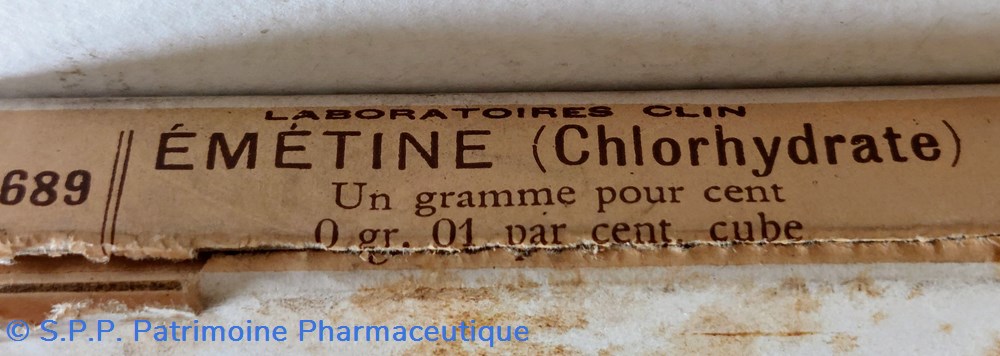 LABORATOIRES CLIN
689
ÉMÉTINE (Chlorhydrate)
Un gramme pour cent
0 gr. 01 par cent. cube
© S.P.P. Patrimoine Pharmaceutique